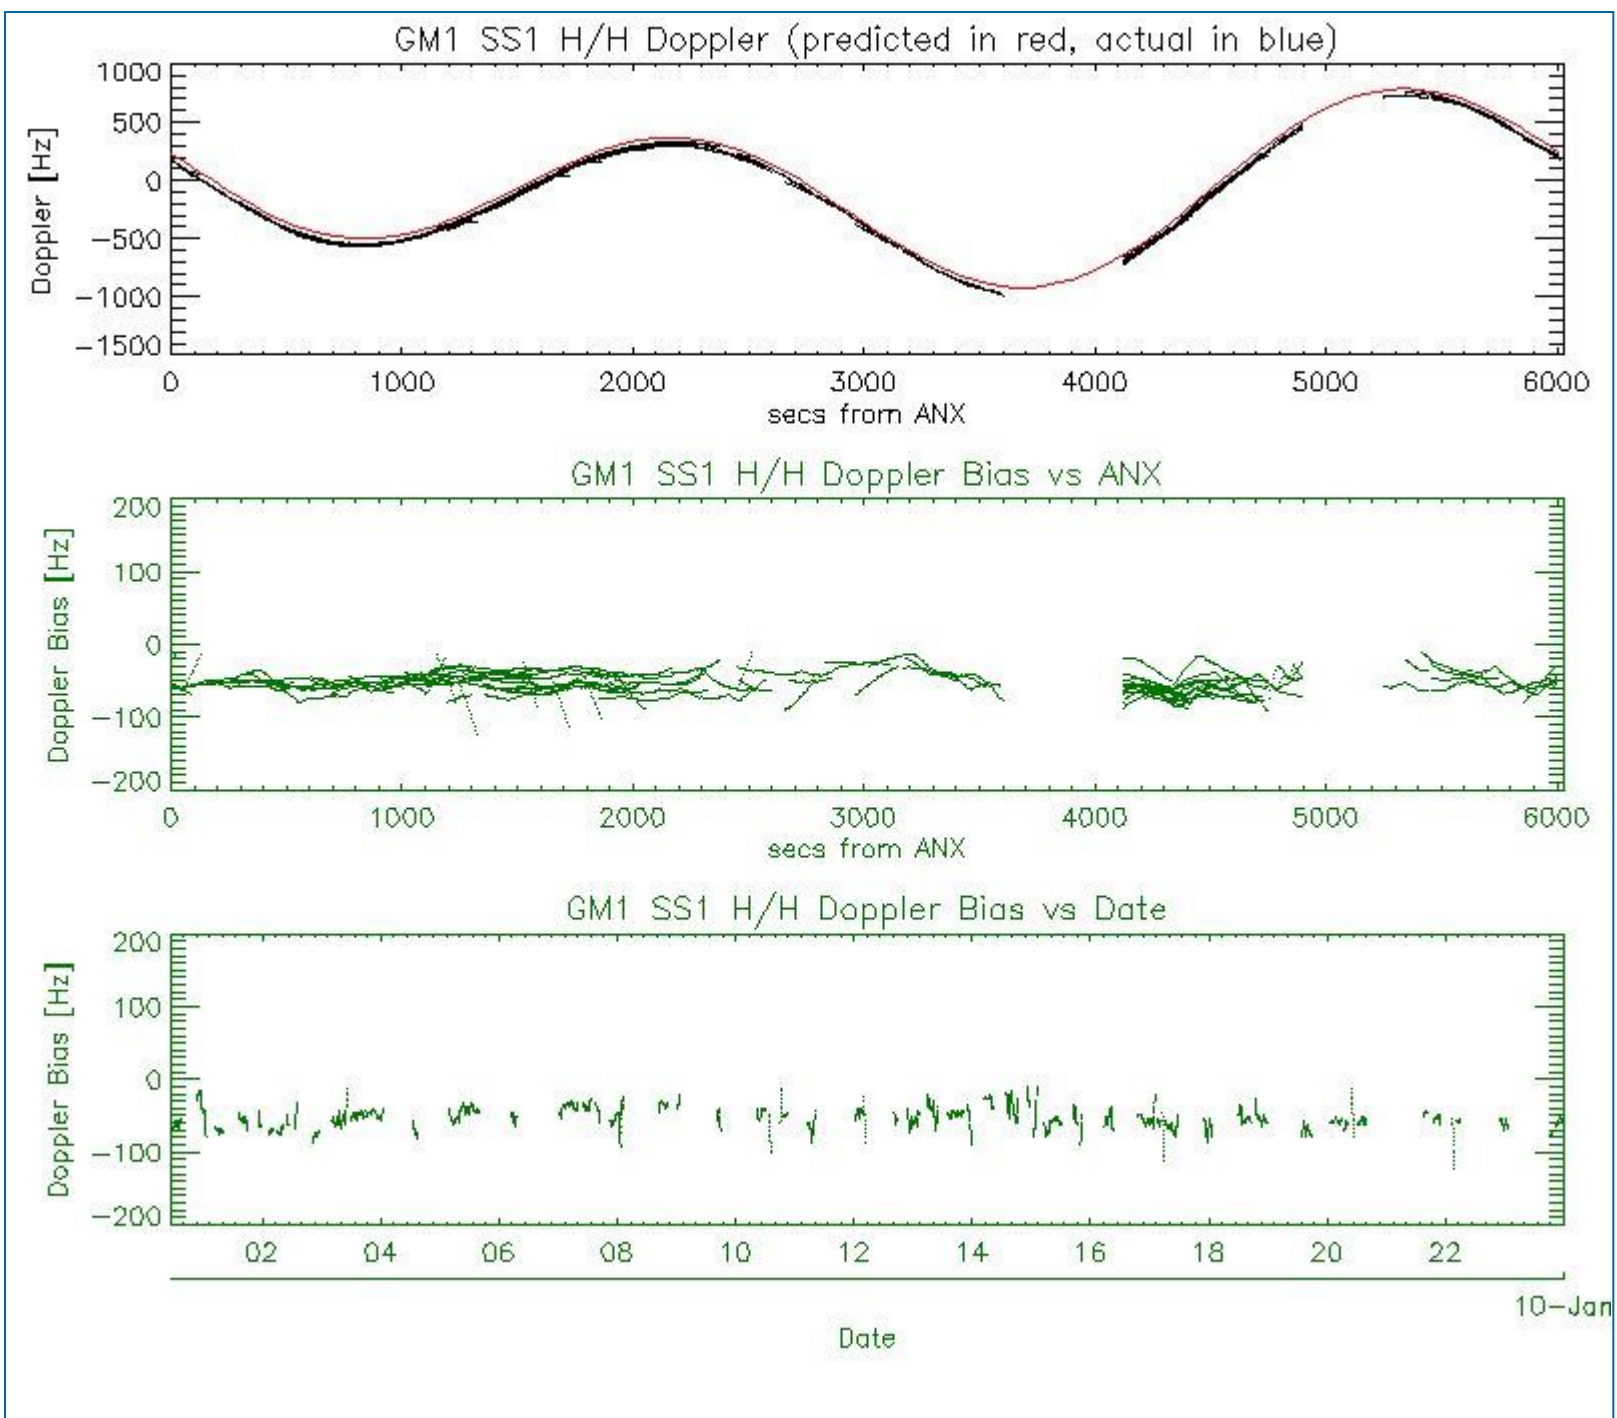 GM1 SS1 H/H Doppler (predicted in red, actual in blue)
Doppler [Hz]
1000
500
0
−500
−1000
−1500
0 1000 2000 3000 4000 5000 6000
secs from ANX
GM1 SS1 H/H Doppler Bias vs ANX
Doppler Bias [Hz]
200
100
0
−100
−200
0 1000 2000 3000 4000 5000 6000
secs from ANX
GM1 SS1 H/H Doppler Bias vs Date
Doppler Bias [Hz]
200
100
0
−100
−200
02 04 06 08 10 12 14 16 18 20 22
10−Jan
Date